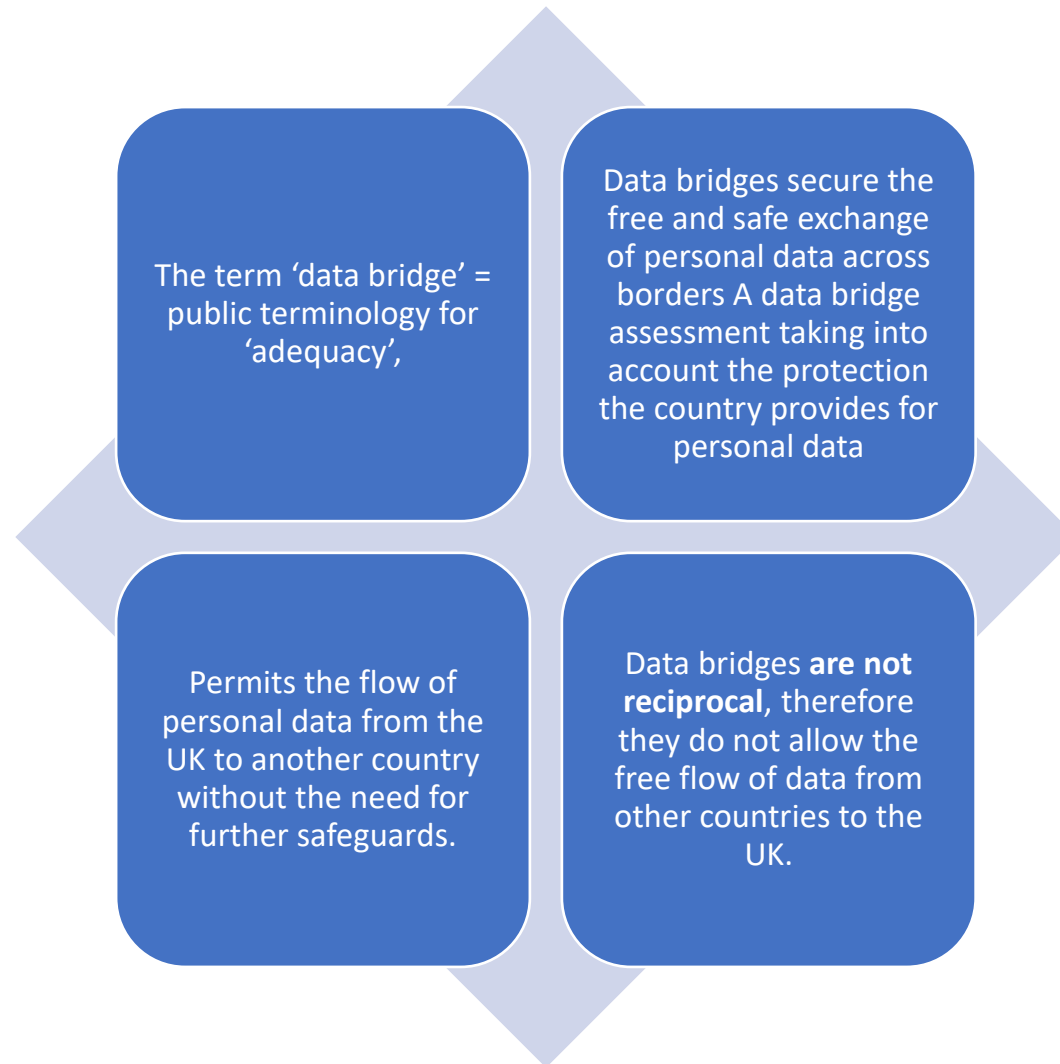 The term ‘data bridge’ =
public terminology for
‘adequacy’,
Data bridges secure the
free and safe exchange
of personal data across
borders A data bridge
assessment taking into
account the protection
the country provides for
personal data
Permits the flow of
personal data from the
UK to another country
without the need for
further safeguards.
Data bridges are not
reciprocal, therefore
they do not allow the
free flow of data from
other countries to the
UK.